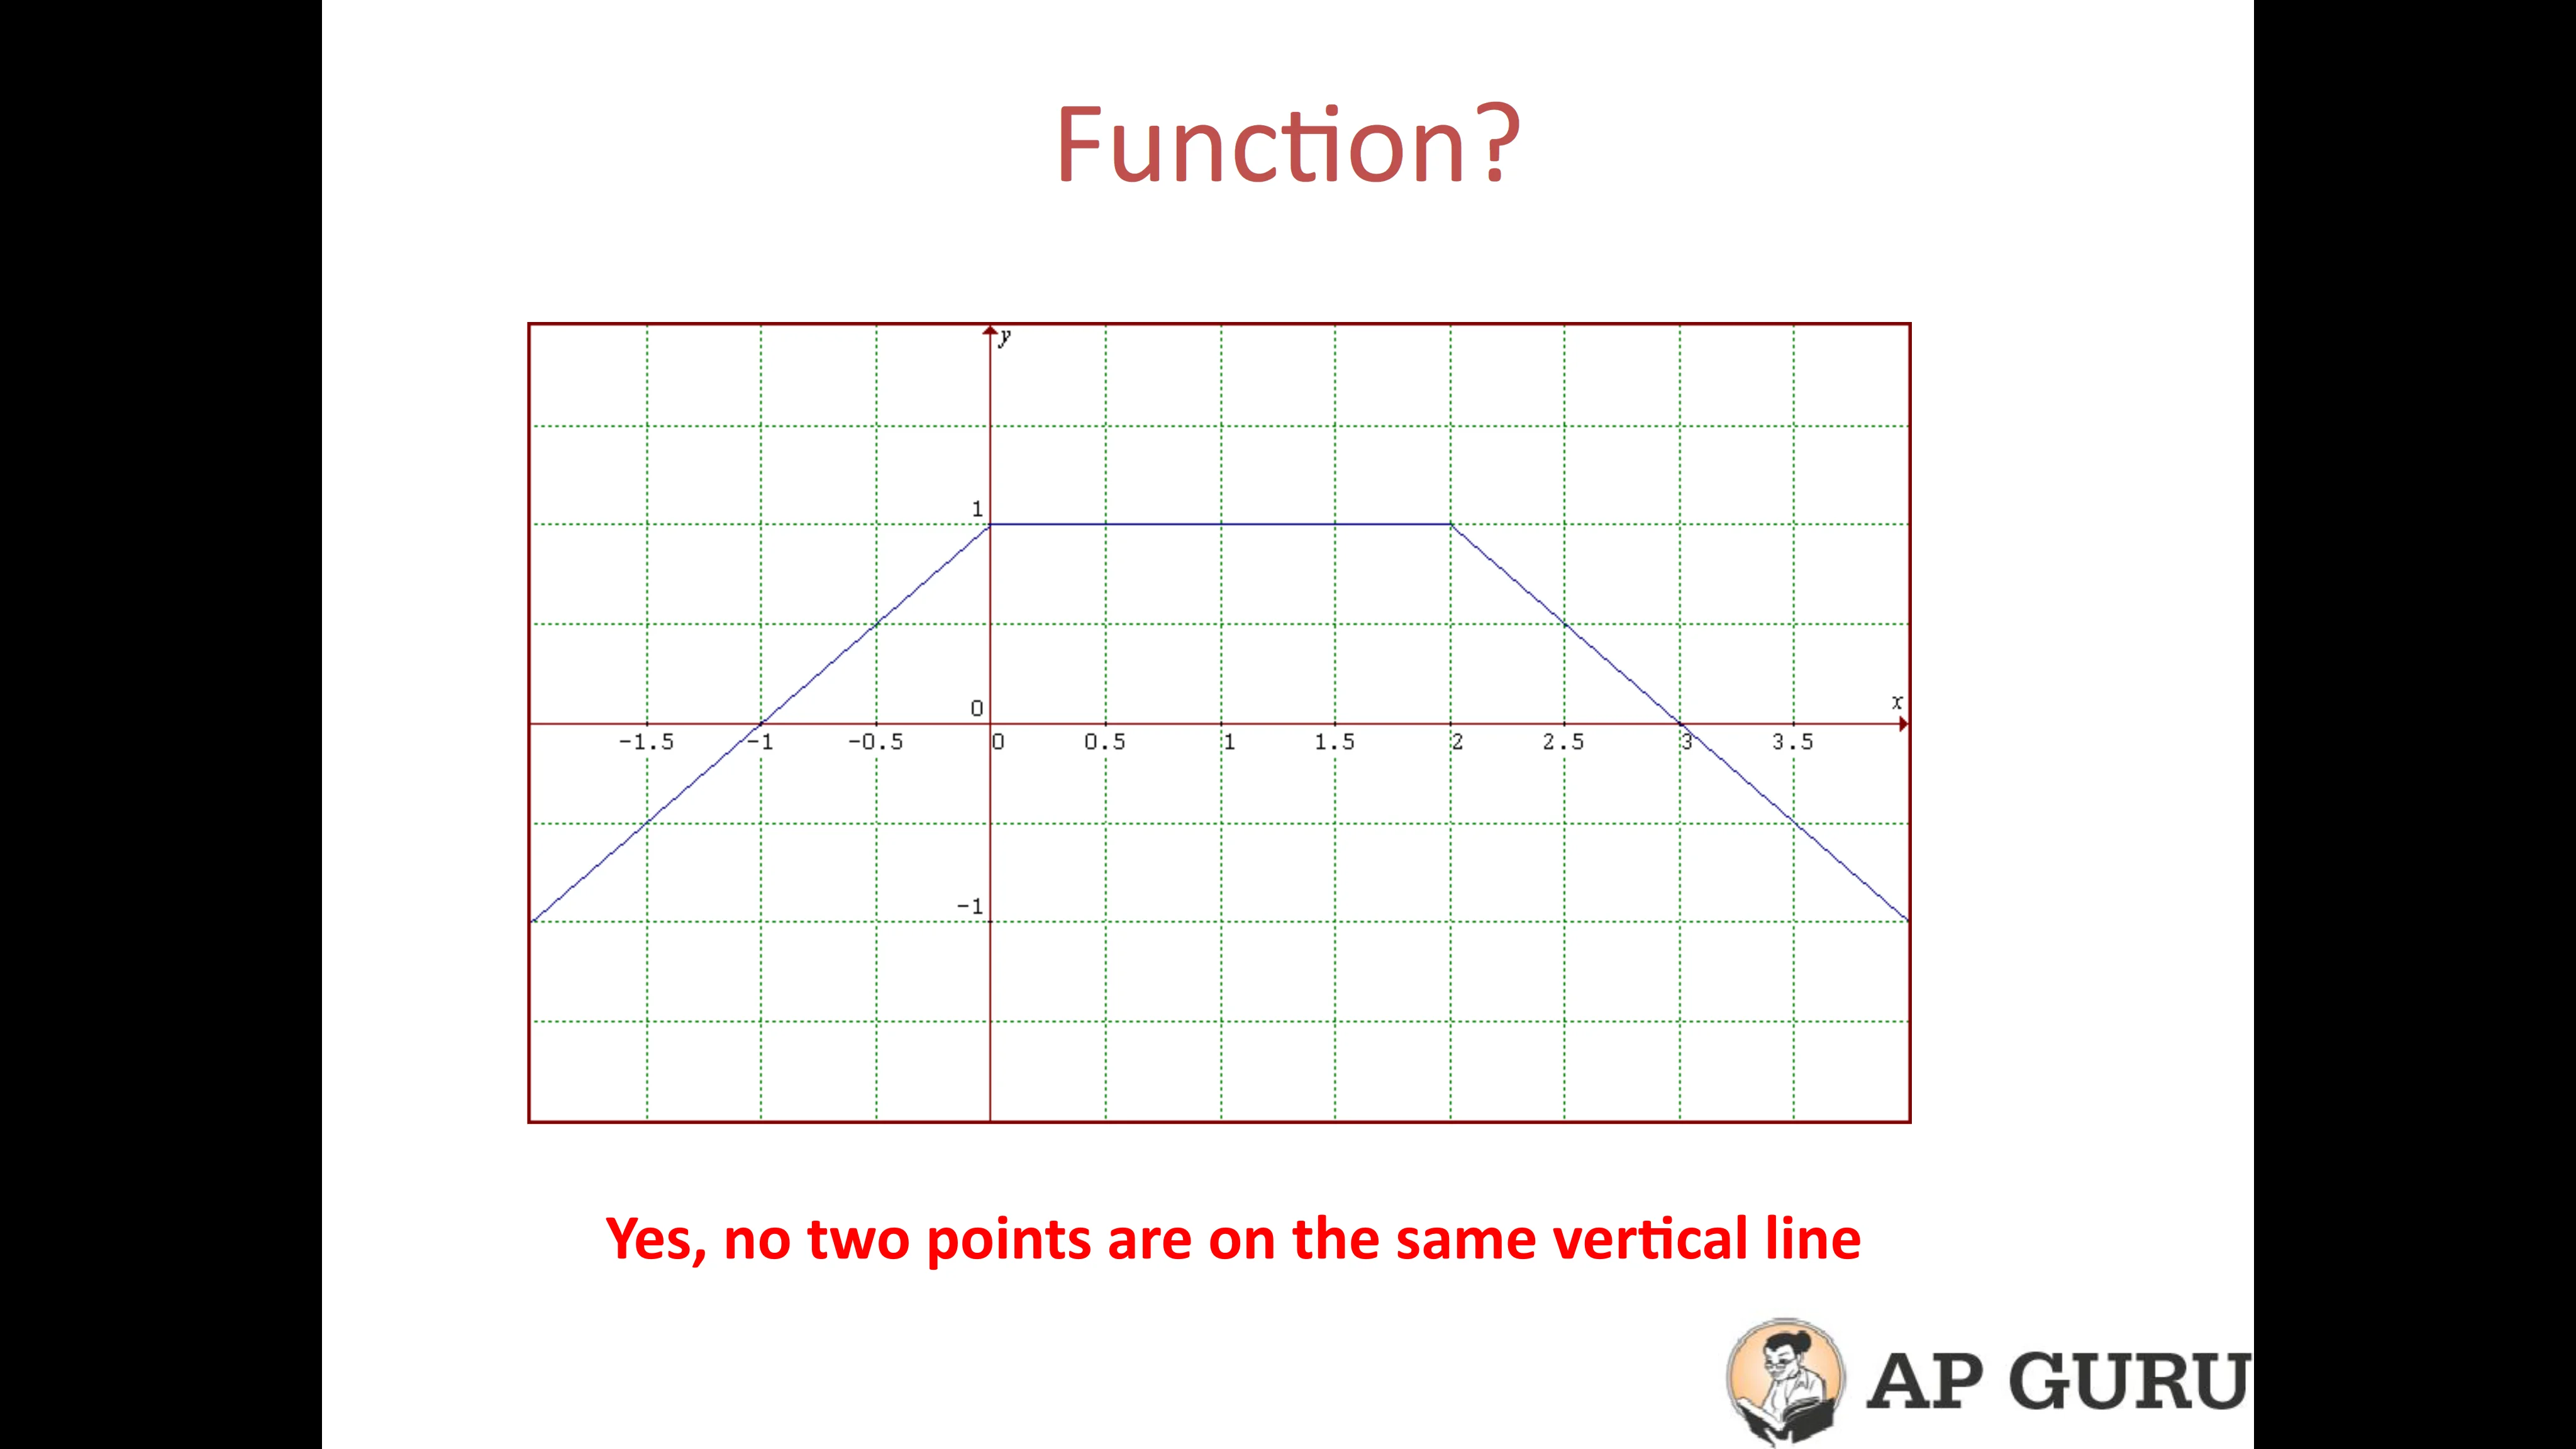 Function?
y
1
0
x
-1.5 -1 -0.5 0 0.5 1 1.5 2 2.5 3 3.5
-1
Yes, no two points are on the same vertical line
AP GURU